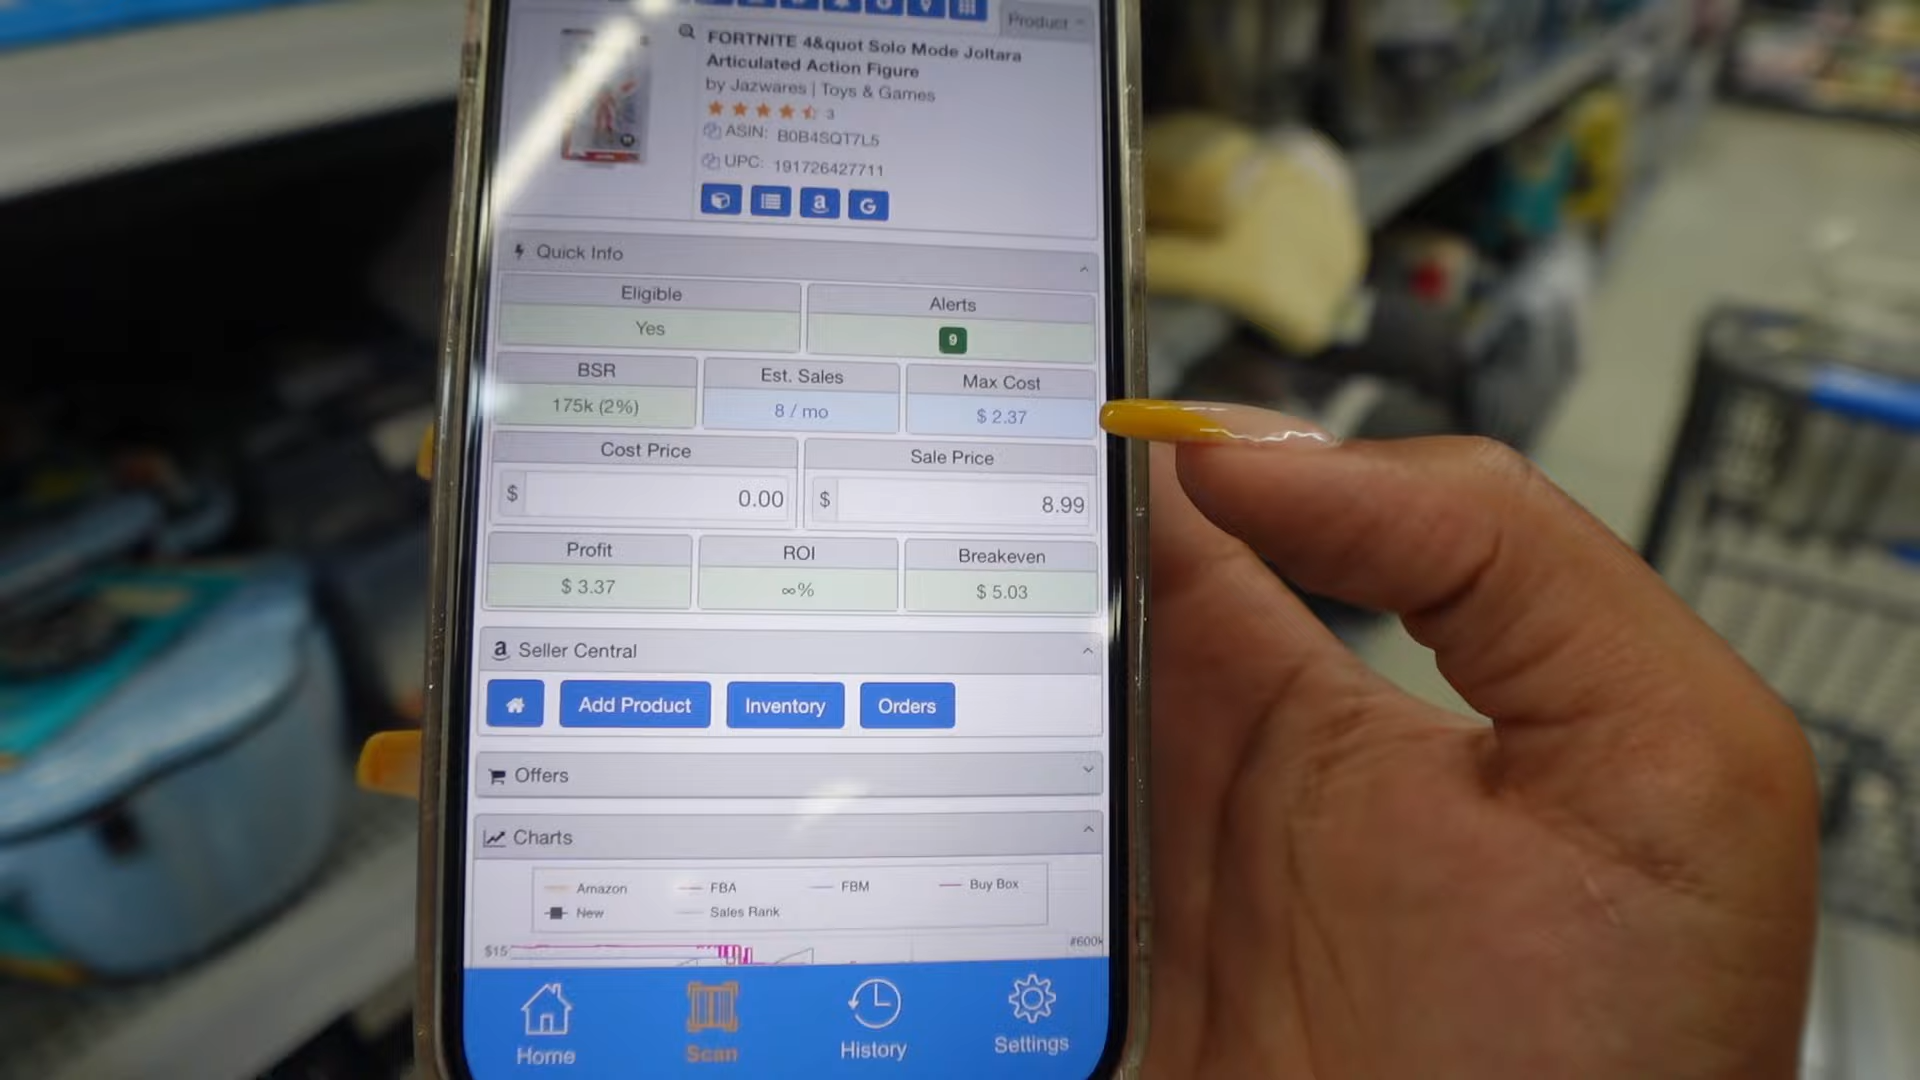 Product
FORTNITE 4&quot Solo Mode Joltara
Articulated Action Figure
by Jazwares | Toys & Games
3
ASIN: B0B4SQT7L5
UPC: 191726427711
a G
Quick Info
Eligible
Alerts
Yes
9
BSR
Est. Sales
Max Cost
175k (2%)
8 / mo
$ 2.37
Cost Price
Sale Price
$ 0.00
$ 8.99
Profit
ROI
Breakeven
$ 3.37
∞%
$ 5.03
a Seller Central
Add Product
Inventory
Orders
Offers
Charts
Amazon
FBA
FBM
Buy Box
New
Sales Rank
$15
#600k
Home
Scan
History
Settings